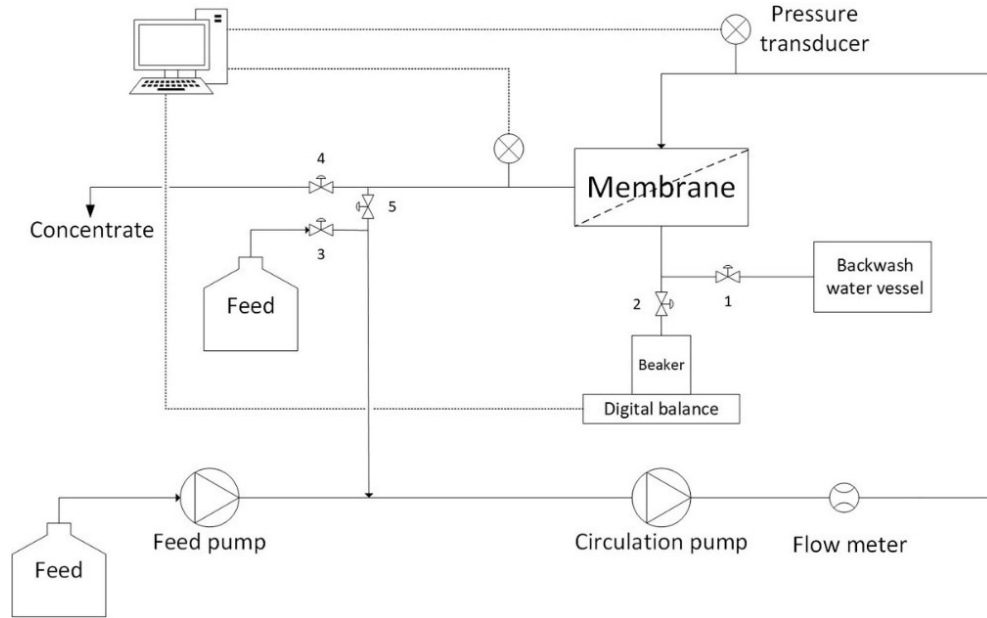 Pressure
transducer
4
Membrane
5
Concentrate
3
Feed
2
1
Backwash
water vessel
Beaker
Digital balance
Feed pump
Circulation pump
Flow meter
Feed